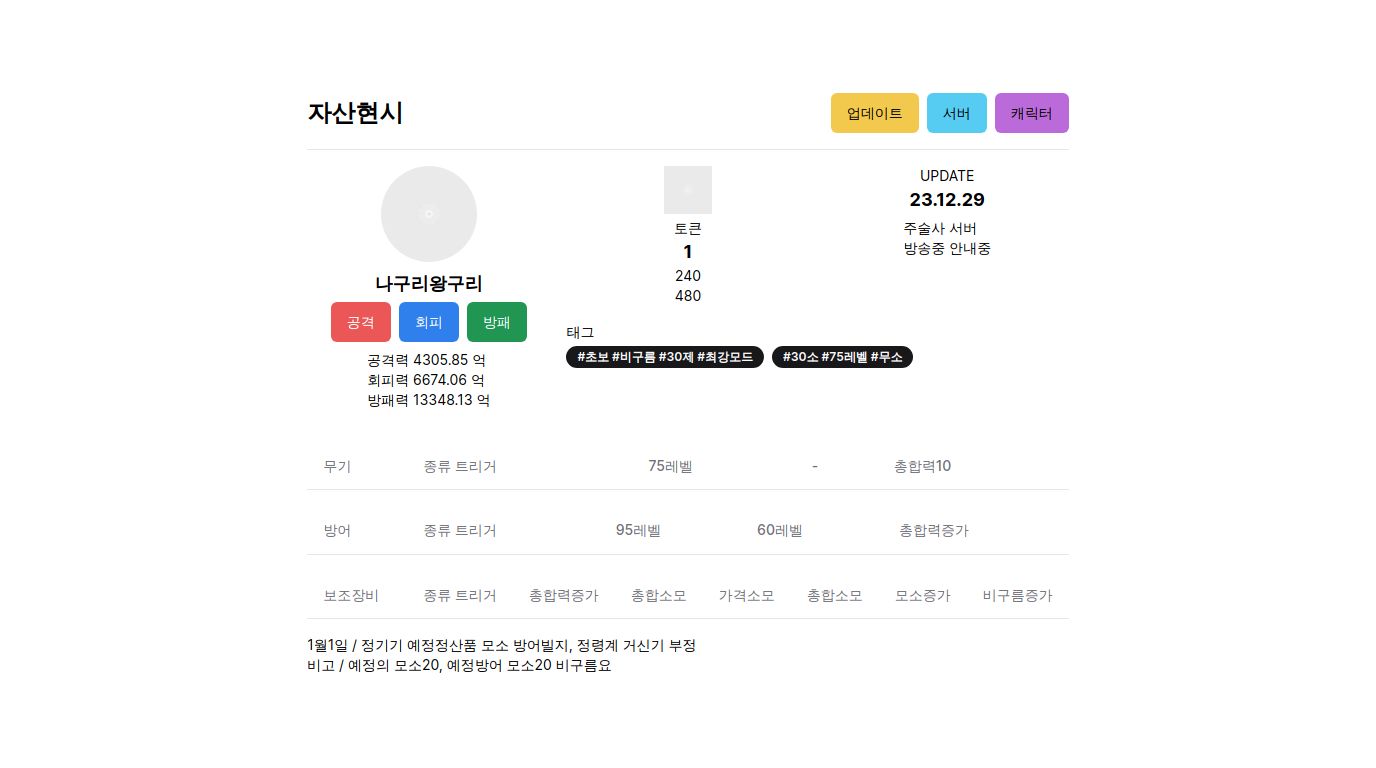 자산현시
업데이트 서버 캐릭터
나구리왕구리
공격 회피 방패
공격력 4305.85 억
회피력 6674.06 억
방패력 13348.13 억
토큰
1
240
480
태그
#초보 #비구름 #30제 #최강모드 #30소 #75레벨 #무소
UPDATE
23.12.29
주술사 서버
방송중 안내중
무기 종류 트리거 75레벨 - 총합력10
방어 종류 트리거 95레벨 60레벨 총합력증가
보조장비 종류 트리거 총합력증가 총합소모 가격소모 총합소모 모소증가 비구름증가
1월1일 / 정기기 예정정산품 모소 방어빌지, 정령계 거신기 부정
비고 / 예정의 모소20, 예정방어 모소20 비구름요